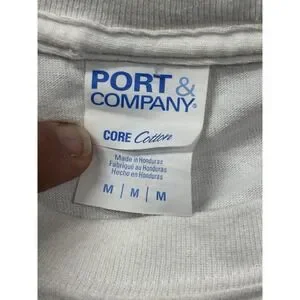 PORT &
COMPANY®
CORE Cotton
Made in Honduras
Fabriqué au Honduras
Hecho en Honduras
M | M | M